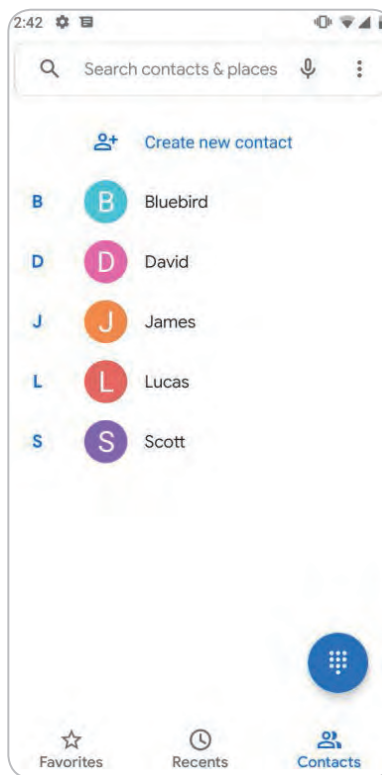 2:42
Search contacts & places
Create new contact
B B Bluebird
D D David
J J James
L L Lucas
S S Scott
Favorites Recents Contacts